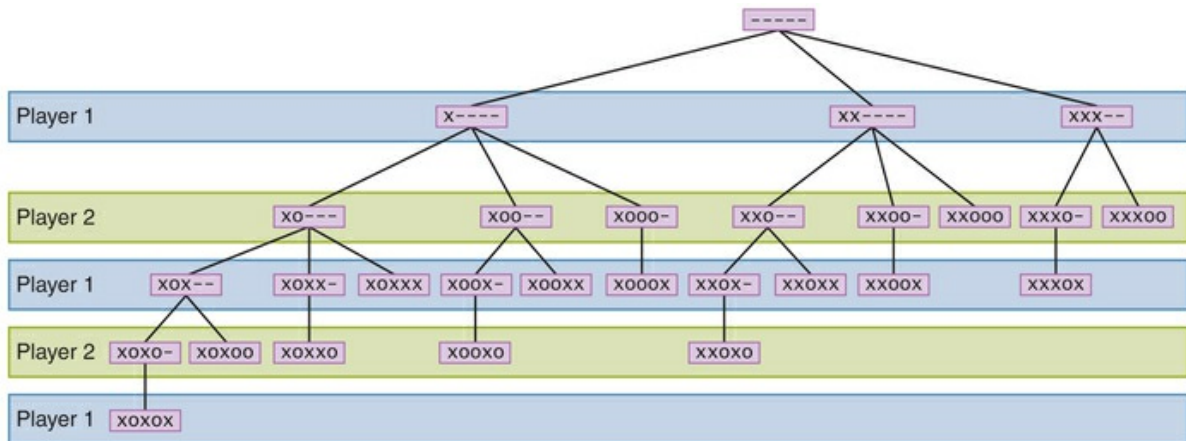 -----
Player 1 x---- xx---- xxx--
Player 2 xo--- xoo-- xooo- xxo-- xxoo- xxooo xxxo- xxxoo
Player 1 xox-- xoxx- xoxxx xoox- xooxx xooox xxox- xxoxx xxoox xxxox
Player 2 xoxo- xoxoo xoxxo xooxo xxoxo
Player 1 xoxox